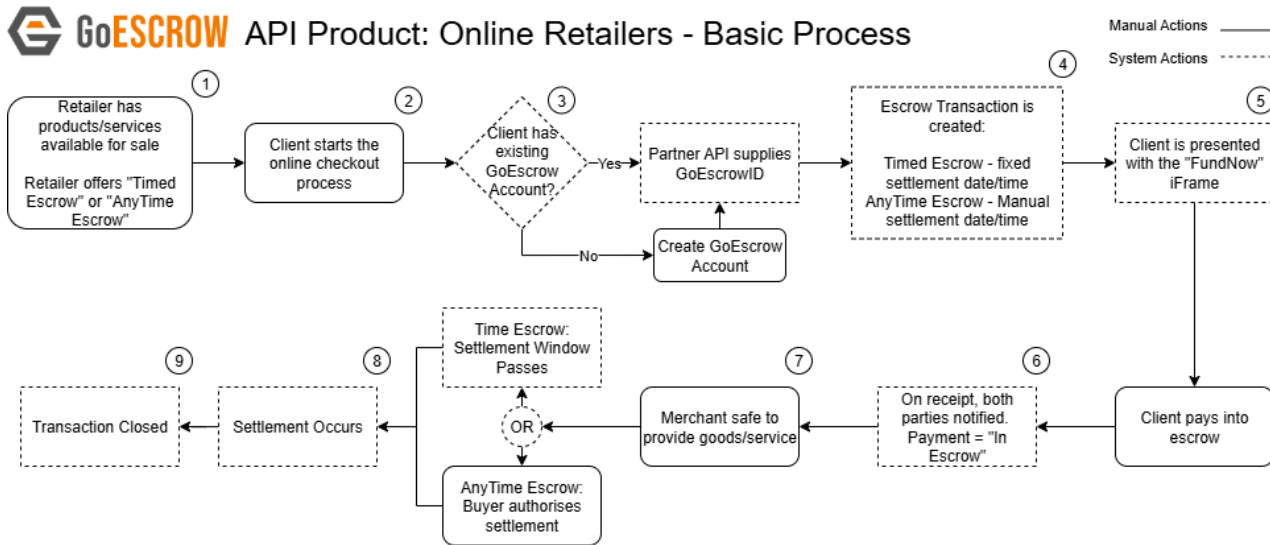 GoESCROW API Product: Online Retailers - Basic Process
Manual Actions
System Actions
1
Retailer has
products/services
available for sale
Retailer offers "Timed
Escrow" or "AnyTime
Escrow"
2
Client starts the
online checkout
process
3
Client has
existing
GoEscrow
Account?
Yes
No
Partner API supplies
GoEscrowID
Create GoEscrow
Account
4
Escrow Transaction is
created:
Timed Escrow - fixed
settlement date/time
AnyTime Escrow - Manual
settlement date/time
5
Client is presented
with the "FundNow"
iFrame
Client pays into
escrow
6
On receipt, both
parties notified.
Payment = "In
Escrow"
7
Merchant safe to
provide goods/service
OR
Time Escrow:
Settlement Window
Passes
AnyTime Escrow:
Buyer authorises
settlement
8
Settlement Occurs
9
Transaction Closed